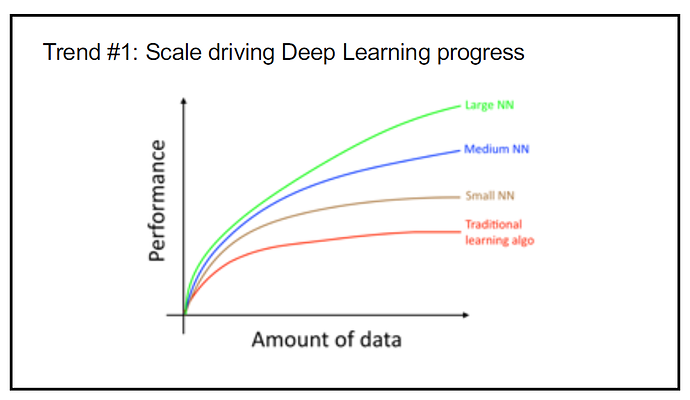 Trend #1: Scale driving Deep Learning progress
Large NN
Medium NN
Small NN
Traditional
learning algo
Performance
Amount of data